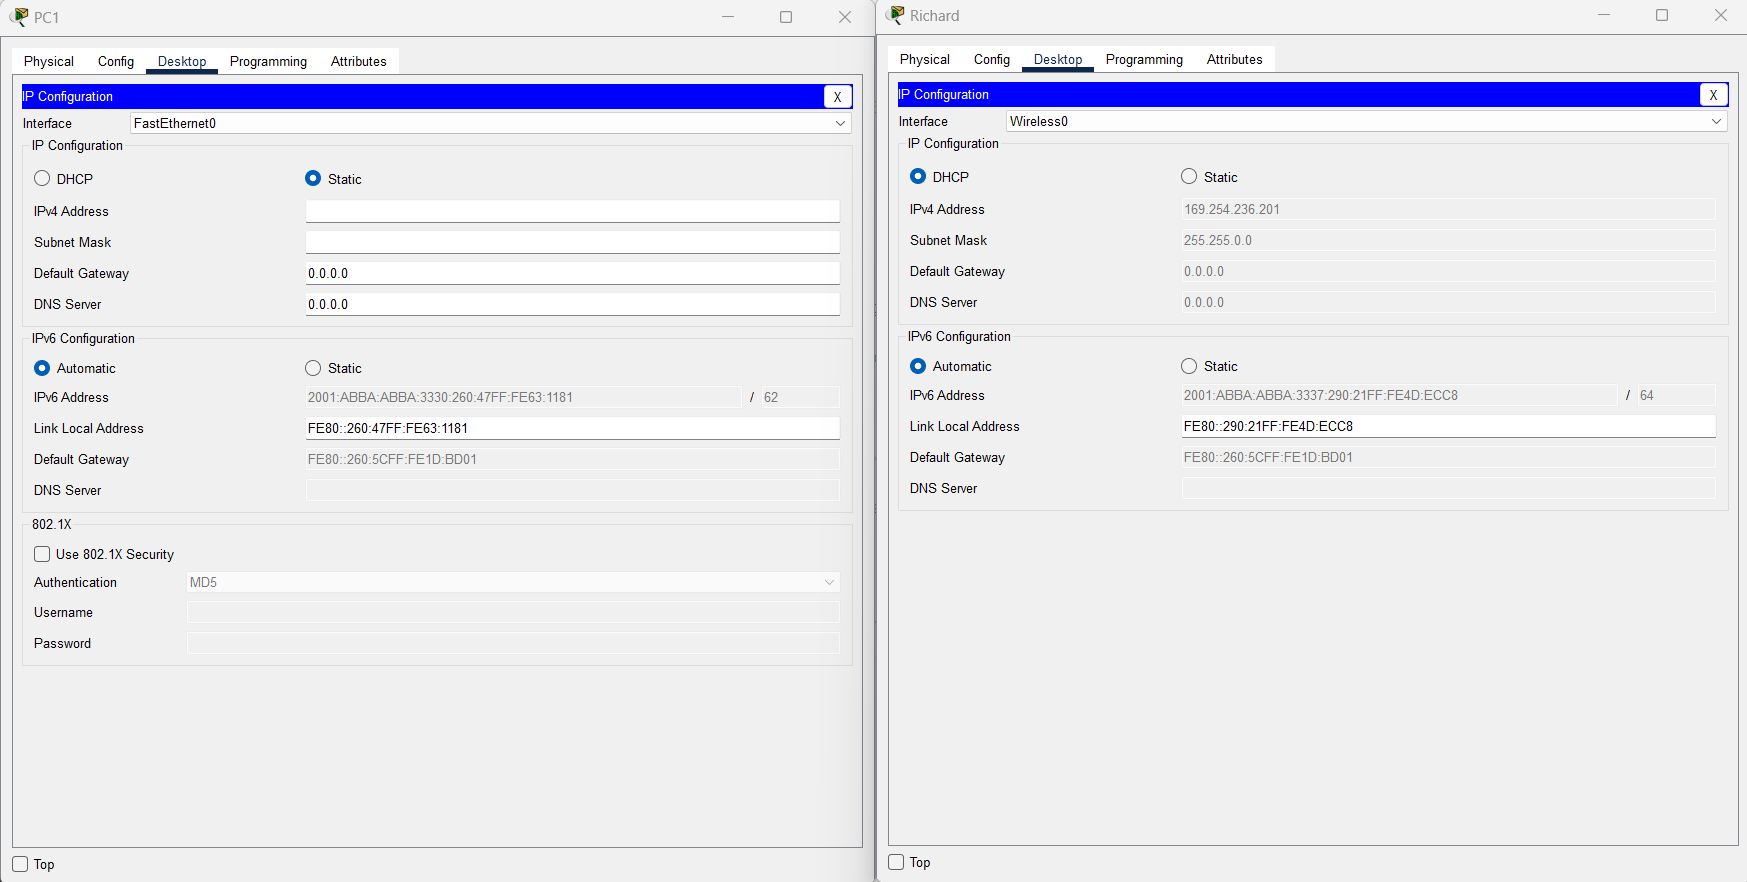 PC1
Physical Config Desktop Programming Attributes
IP Configuration X
Interface FastEthernet0
IP Configuration
DHCP Static
IPv4 Address
Subnet Mask
Default Gateway 0.0.0.0
DNS Server 0.0.0.0
IPv6 Configuration
Automatic Static
IPv6 Address 2001:ABBA:ABBA:3330:260:47FF:FE63:1181 / 62
Link Local Address FE80::260:47FF:FE63:1181
Default Gateway FE80::260:5CFF:FE1D:BD01
DNS Server
802.1X
Use 802.1X Security
Authentication MD5
Username
Password
Top
Richard
Physical Config Desktop Programming Attributes
IP Configuration X
Interface Wireless0
IP Configuration
DHCP Static
IPv4 Address 169.254.236.201
Subnet Mask 255.255.0.0
Default Gateway 0.0.0.0
DNS Server 0.0.0.0
IPv6 Configuration
Automatic Static
IPv6 Address 2001:ABBA:ABBA:3337:290:21FF:FE4D:ECC8 / 64
Link Local Address FE80::290:21FF:FE4D:ECC8
Default Gateway FE80::260:5CFF:FE1D:BD01
DNS Server
Top